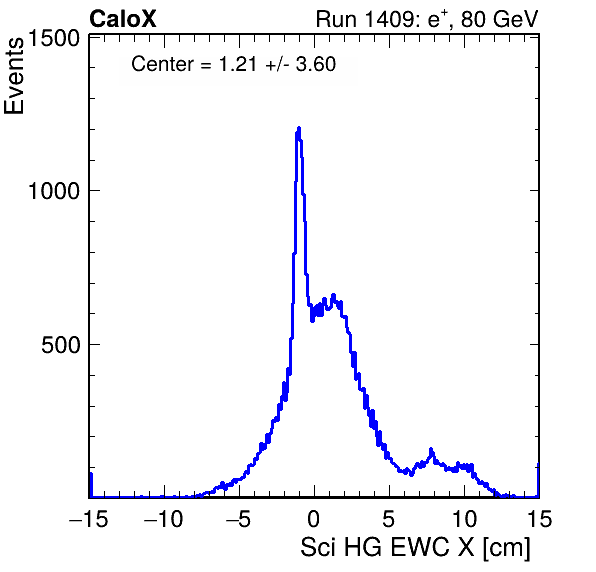 CaloX Run 1409: e⁺, 80 GeV
Center = 1.21 +/- 3.60
Events
1500
1000
500
−15 −10 −5 0 5 10 15
Sci HG EWC X [cm]